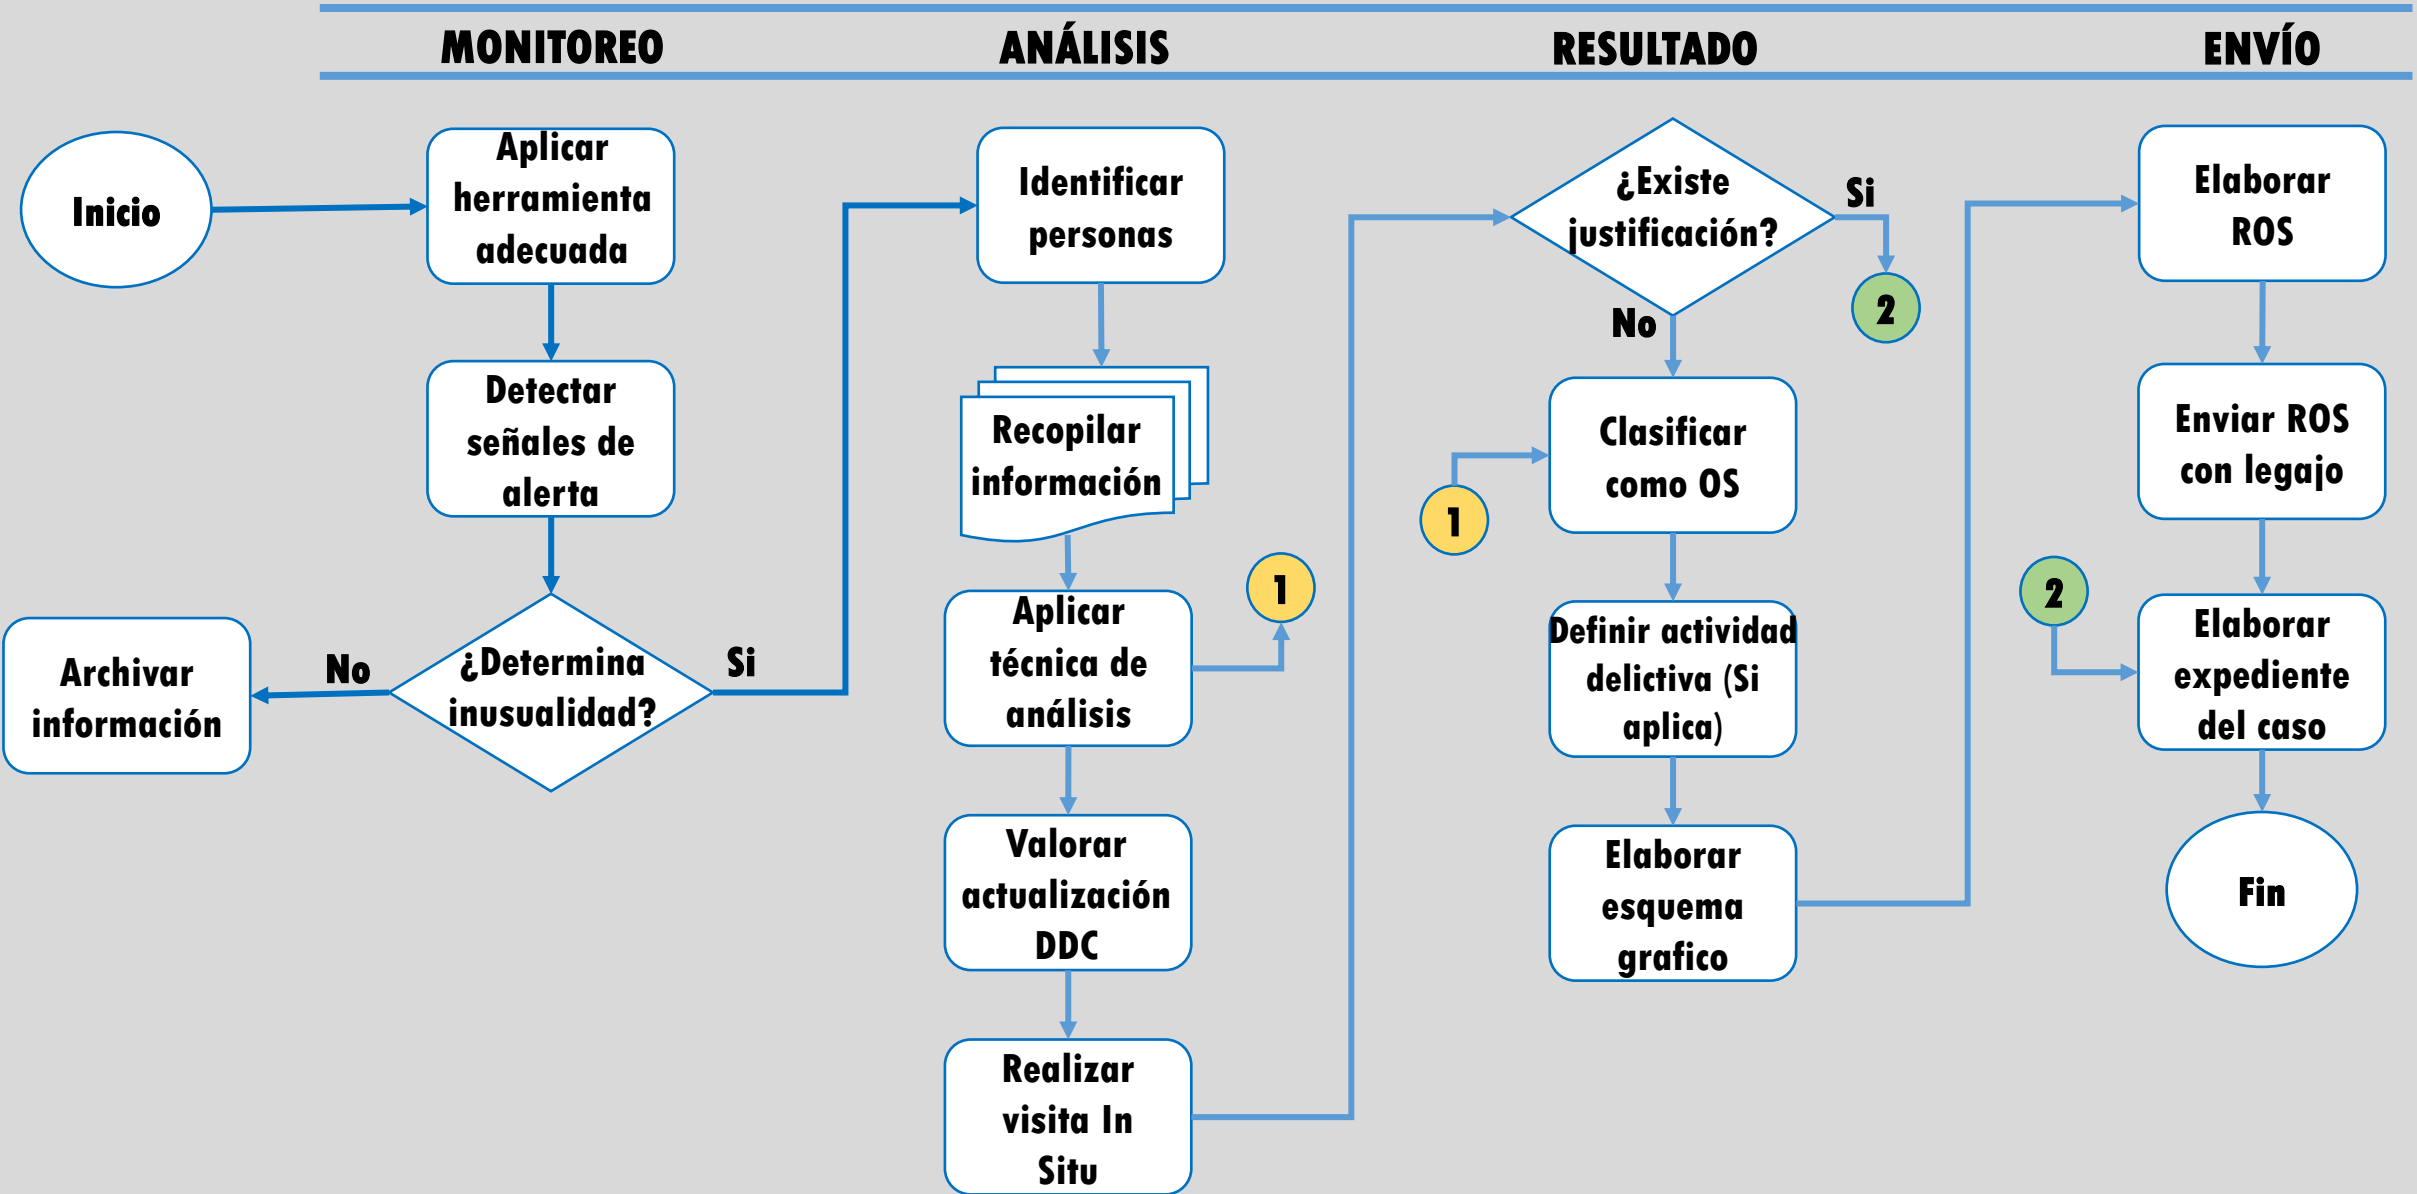 MONITOREO
ANÁLISIS
RESULTADO
ENVÍO
Inicio
Aplicar
herramienta
adecuada
Detectar
señales de
alerta
¿Determina
inusualidad?
No
Si
Archivar
información
Identificar
personas
Recopilar
información
Aplicar
técnica de
análisis
1
Valorar
actualización
DDC
Realizar
visita In
Situ
¿Existe
justificación?
Si
2
No
1
Clasificar
como OS
Definir actividad
delictiva (Si
aplica)
Elaborar
esquema
grafico
Elaborar
ROS
Enviar ROS
con legajo
2
Elaborar
expediente
del caso
Fin